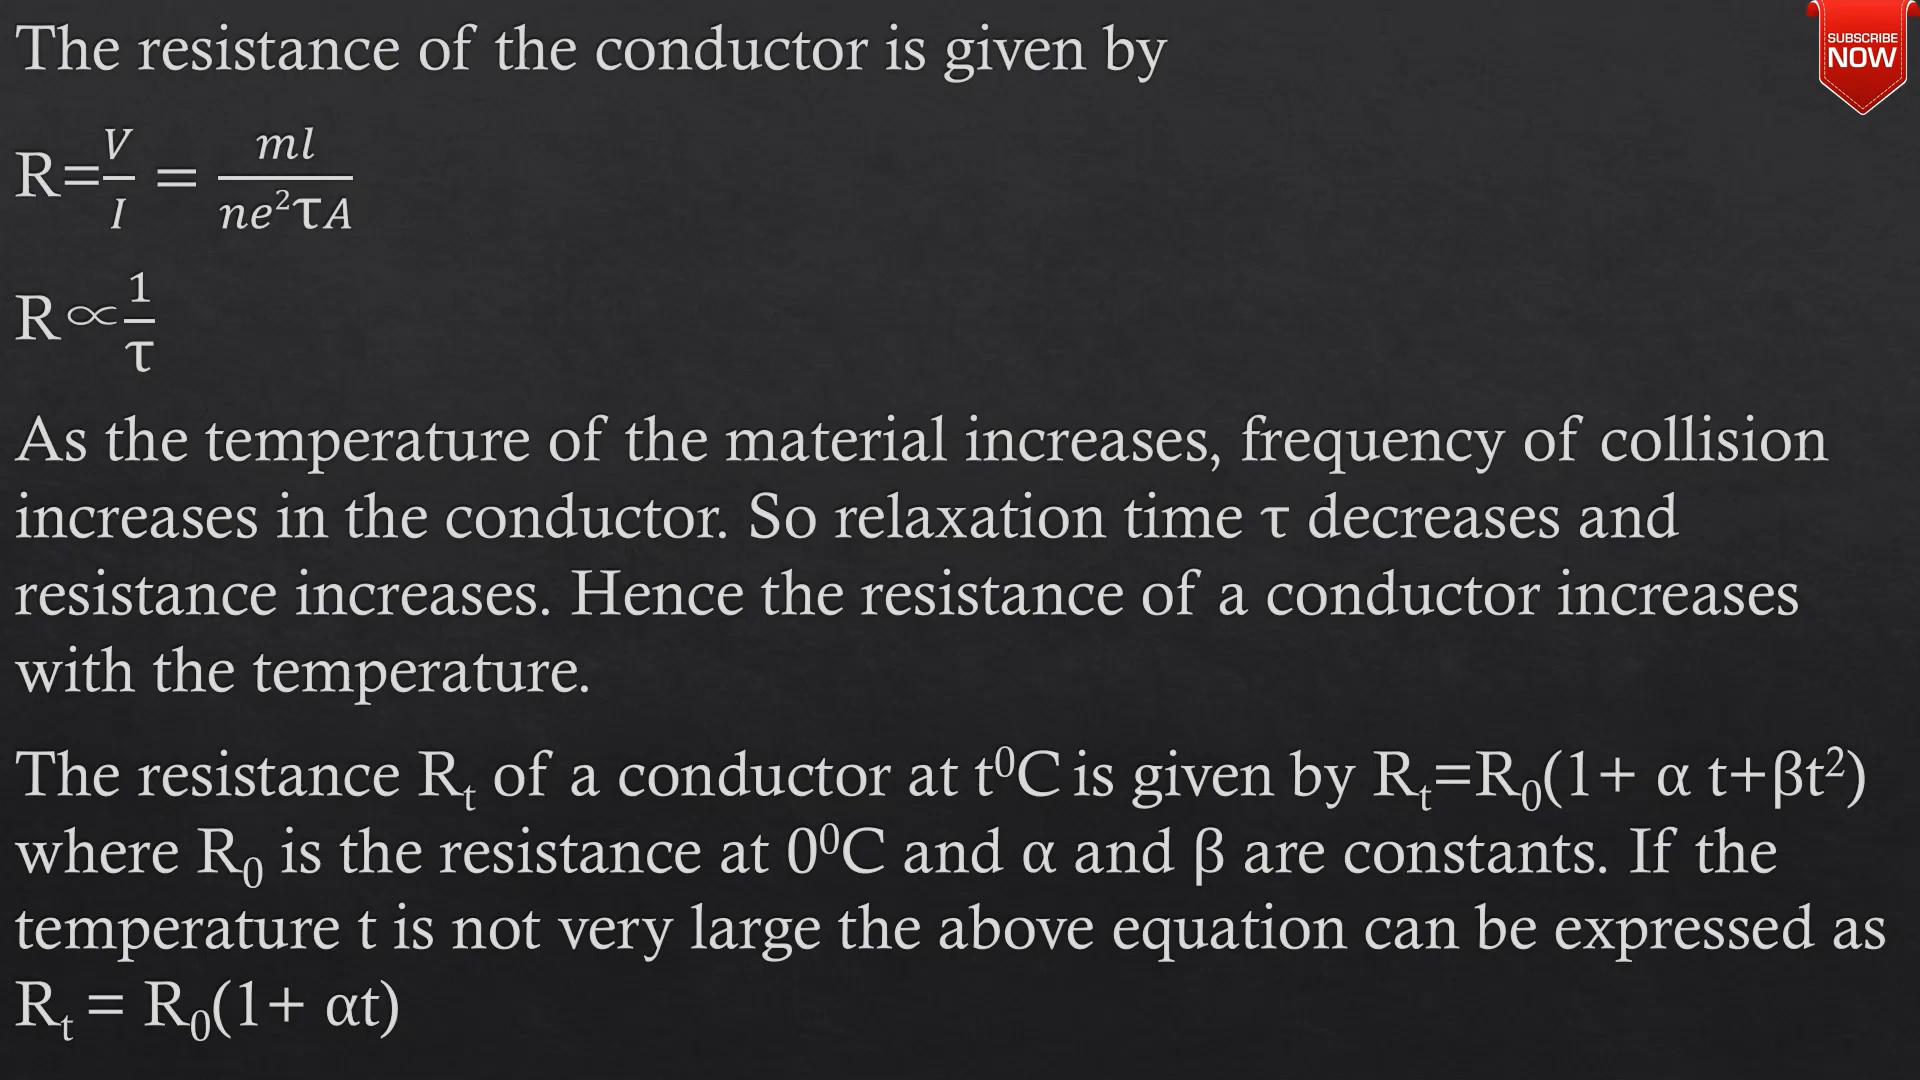 The resistance of the conductor is given by
SUBSCRIBE
NOW
R=V/I = ml/ne²τA
R∝1/τ
As the temperature of the material increases, frequency of collision
increases in the conductor. So relaxation time τ decreases and
resistance increases. Hence the resistance of a conductor increases
with the temperature.
The resistance Rₜ of a conductor at t⁰C is given by Rₜ=R₀(1+ α t+βt²)
where R₀ is the resistance at 0⁰C and α and β are constants. If the
temperature t is not very large the above equation can be expressed as
Rₜ = R₀(1+ αt)